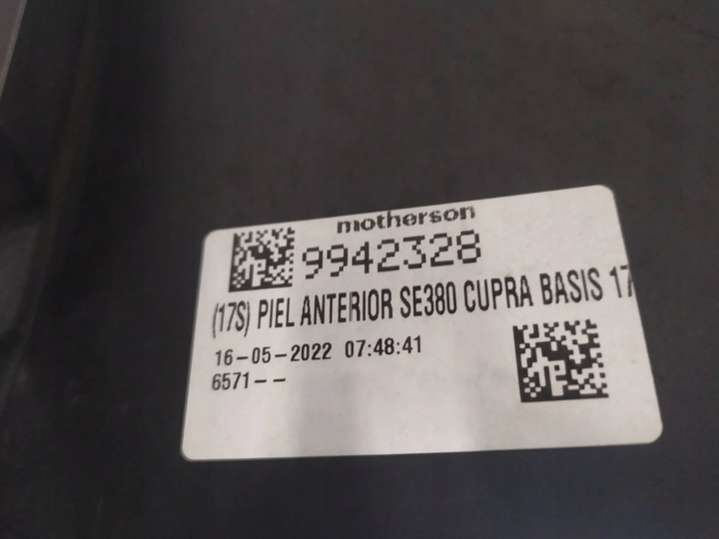 motherson
9942328
(17S) PIEL ANTERIOR SE380 CUPRA BASIS 17
16-05-2022 07:48:41
6571--